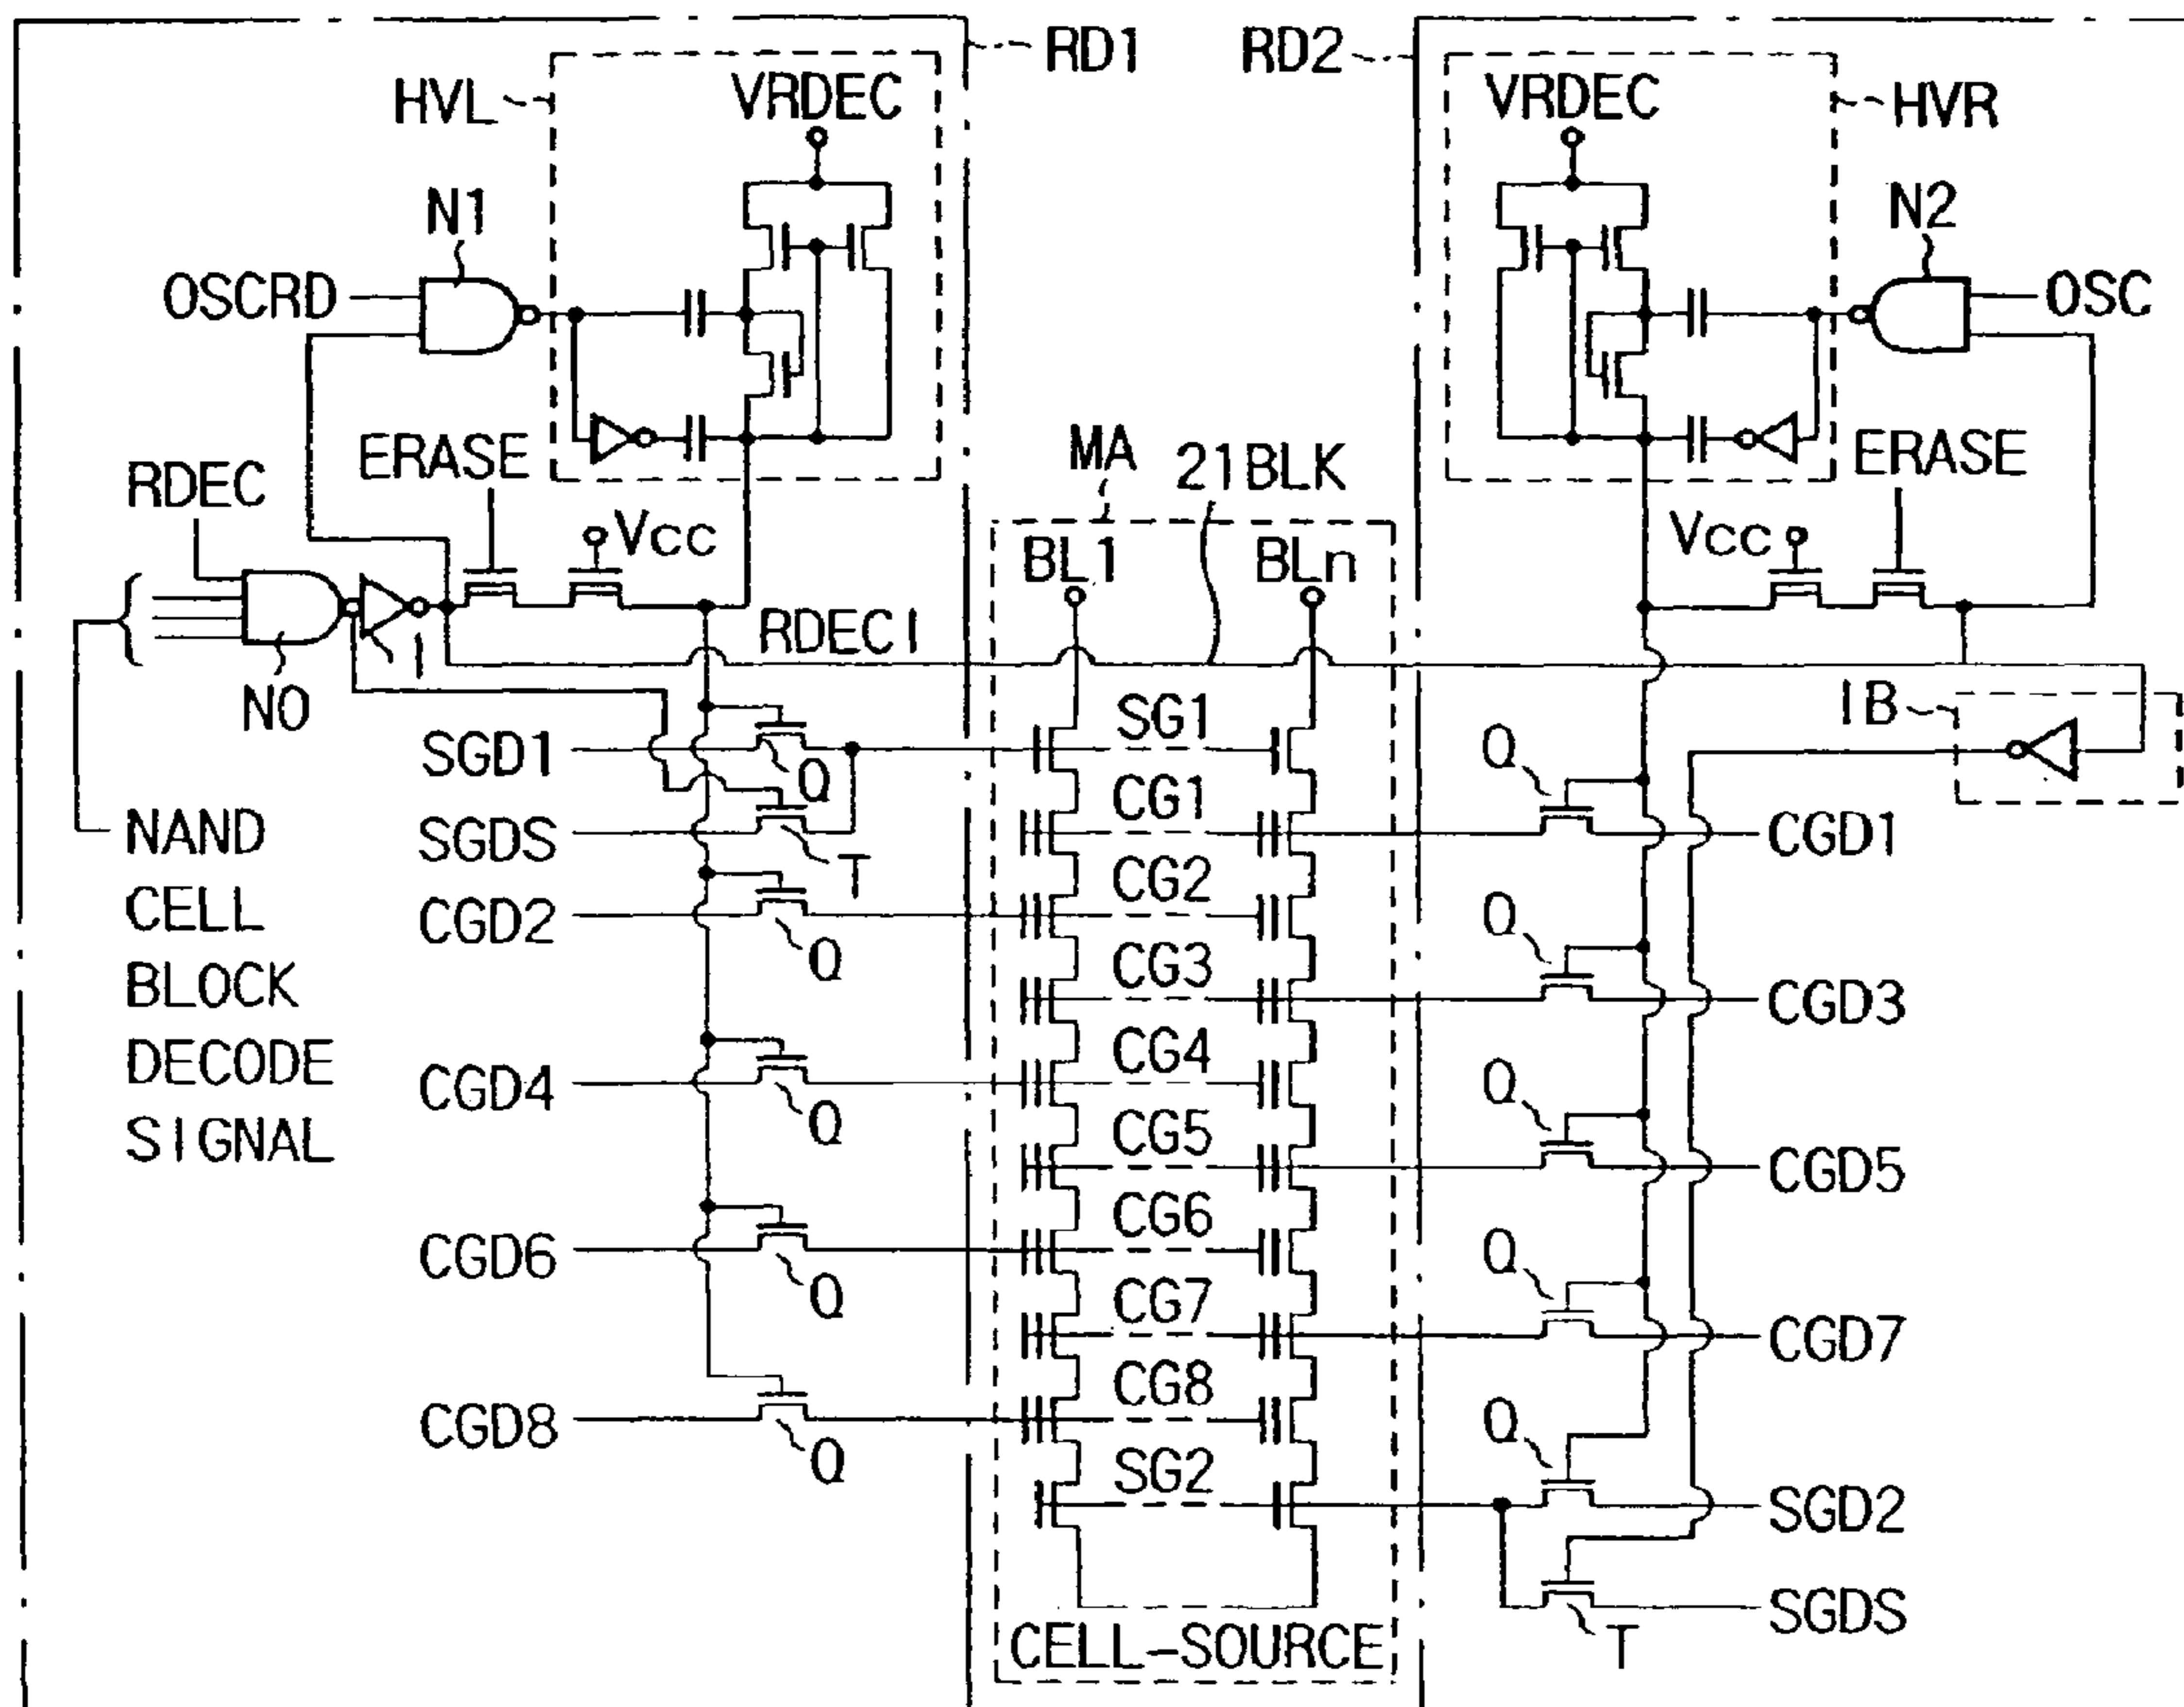 RD1
RD2
HVL
VRDEC
VRDEC
HVR
N1
N2
OSCRD
OSC
ERASE
MA
21BLK
ERASE
RDEC
VCC
BL1
BLn
VCC
RDECI
I
N0
IB
SGD1
Q
SG1
Q
CG1
CGD1
NAND
CELL
BLOCK
DECODE
SIGNAL
SGDS
T
CG2
CGD2
Q
Q
CG3
CGD3
CG4
CGD4
Q
Q
CG5
CGD5
CG6
CGD6
Q
Q
CG7
CGD7
CG8
CGD8
Q
Q
SG2
SGD2
SGDS
T
CELL-SOURCE